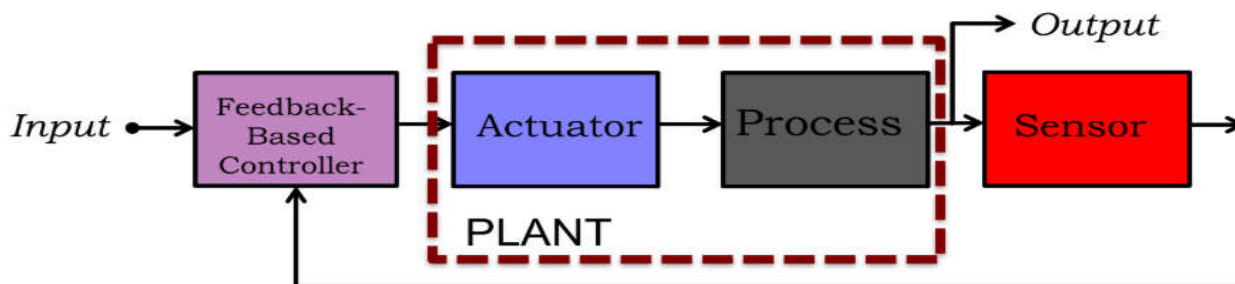 Output
Input
Feedback-
Based
Controller
Actuator
Process
Sensor
PLANT